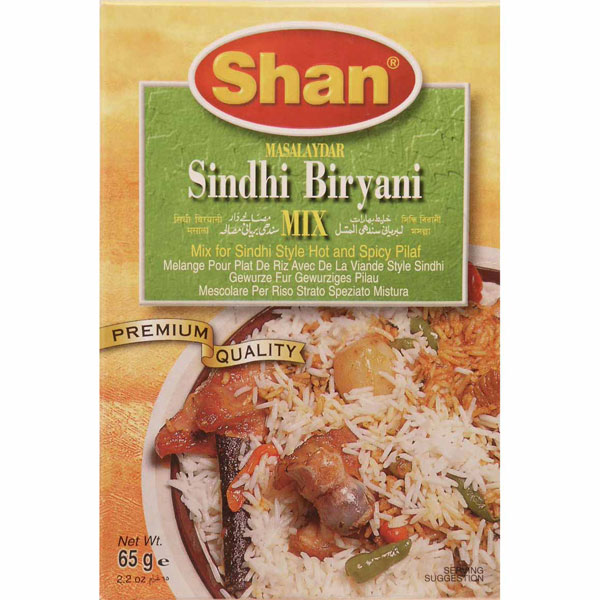 Shan®
MASALAYDAR
Sindhi Biryani
MIX
Mix for Sindhi Style Hot and Spicy Pilaf
Melange Pour Plat De Riz Avec De La Viande Style Sindhi
Gewurze Fur Gewurziges Pilau
Mescolare Per Riso Strato Speziato Mistura
PREMIUM
QUALITY
Net Wt.
65 g e
2.2 oz
SERVING
SUGGESTION